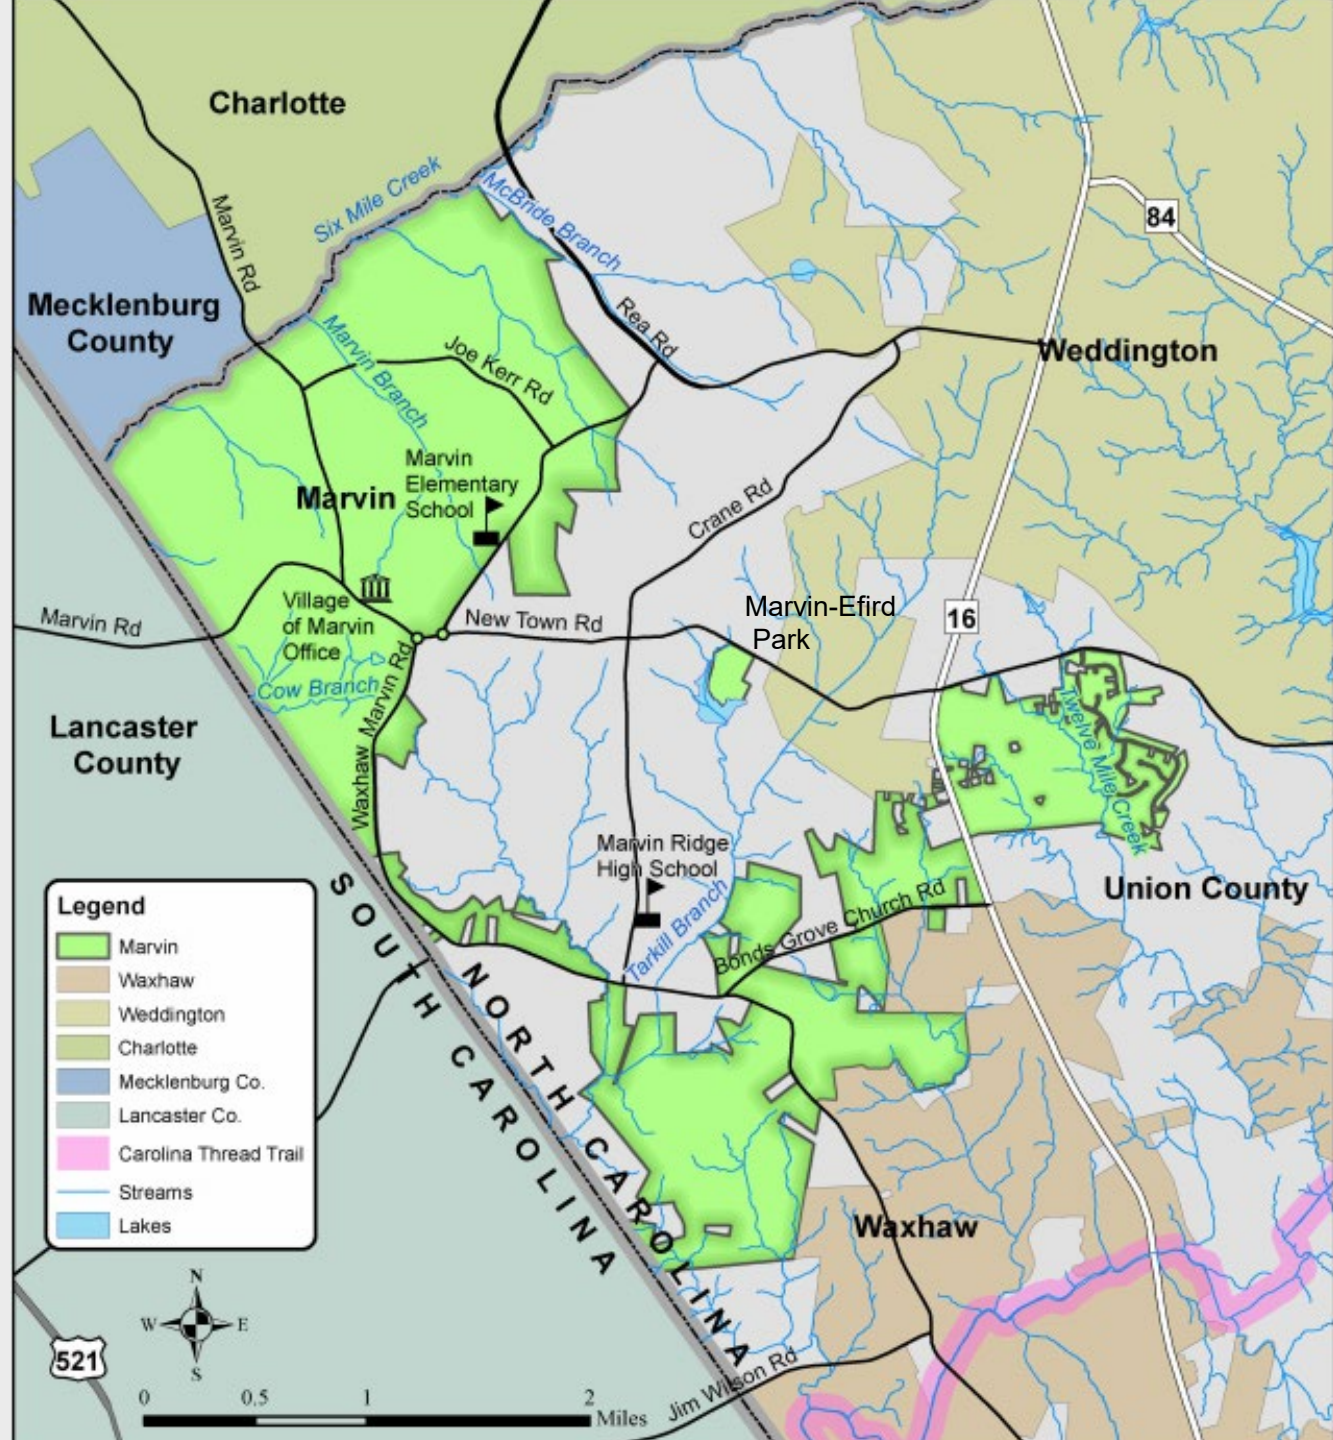 Charlotte
Six Mile Creek
McBride Branch
Marvin Rd
84
Mecklenburg
County
Rea Rd
Weddington
Marvin Branch
Joe Kerr Rd
Marvin
Elementary
School
Marvin
Crane Rd
Village
of Marvin
Office
Marvin Rd
New Town Rd
Marvin-Efird
Park
16
Cow Branch
Waxhaw Marvin Rd
Twelve Mile Creek
Lancaster
County
Marvin Ridge
High School
Tarkill Branch
Bonds Grove Church Rd
Union County
SOUTH CAROLINA
NORTH CAROLINA
Waxhaw
Jim Wilson Rd
Legend
Marvin
Waxhaw
Weddington
Charlotte
Mecklenburg Co.
Lancaster Co.
Carolina Thread Trail
Streams
Lakes
N
W E
S
521
0 0.5 1 2 Miles